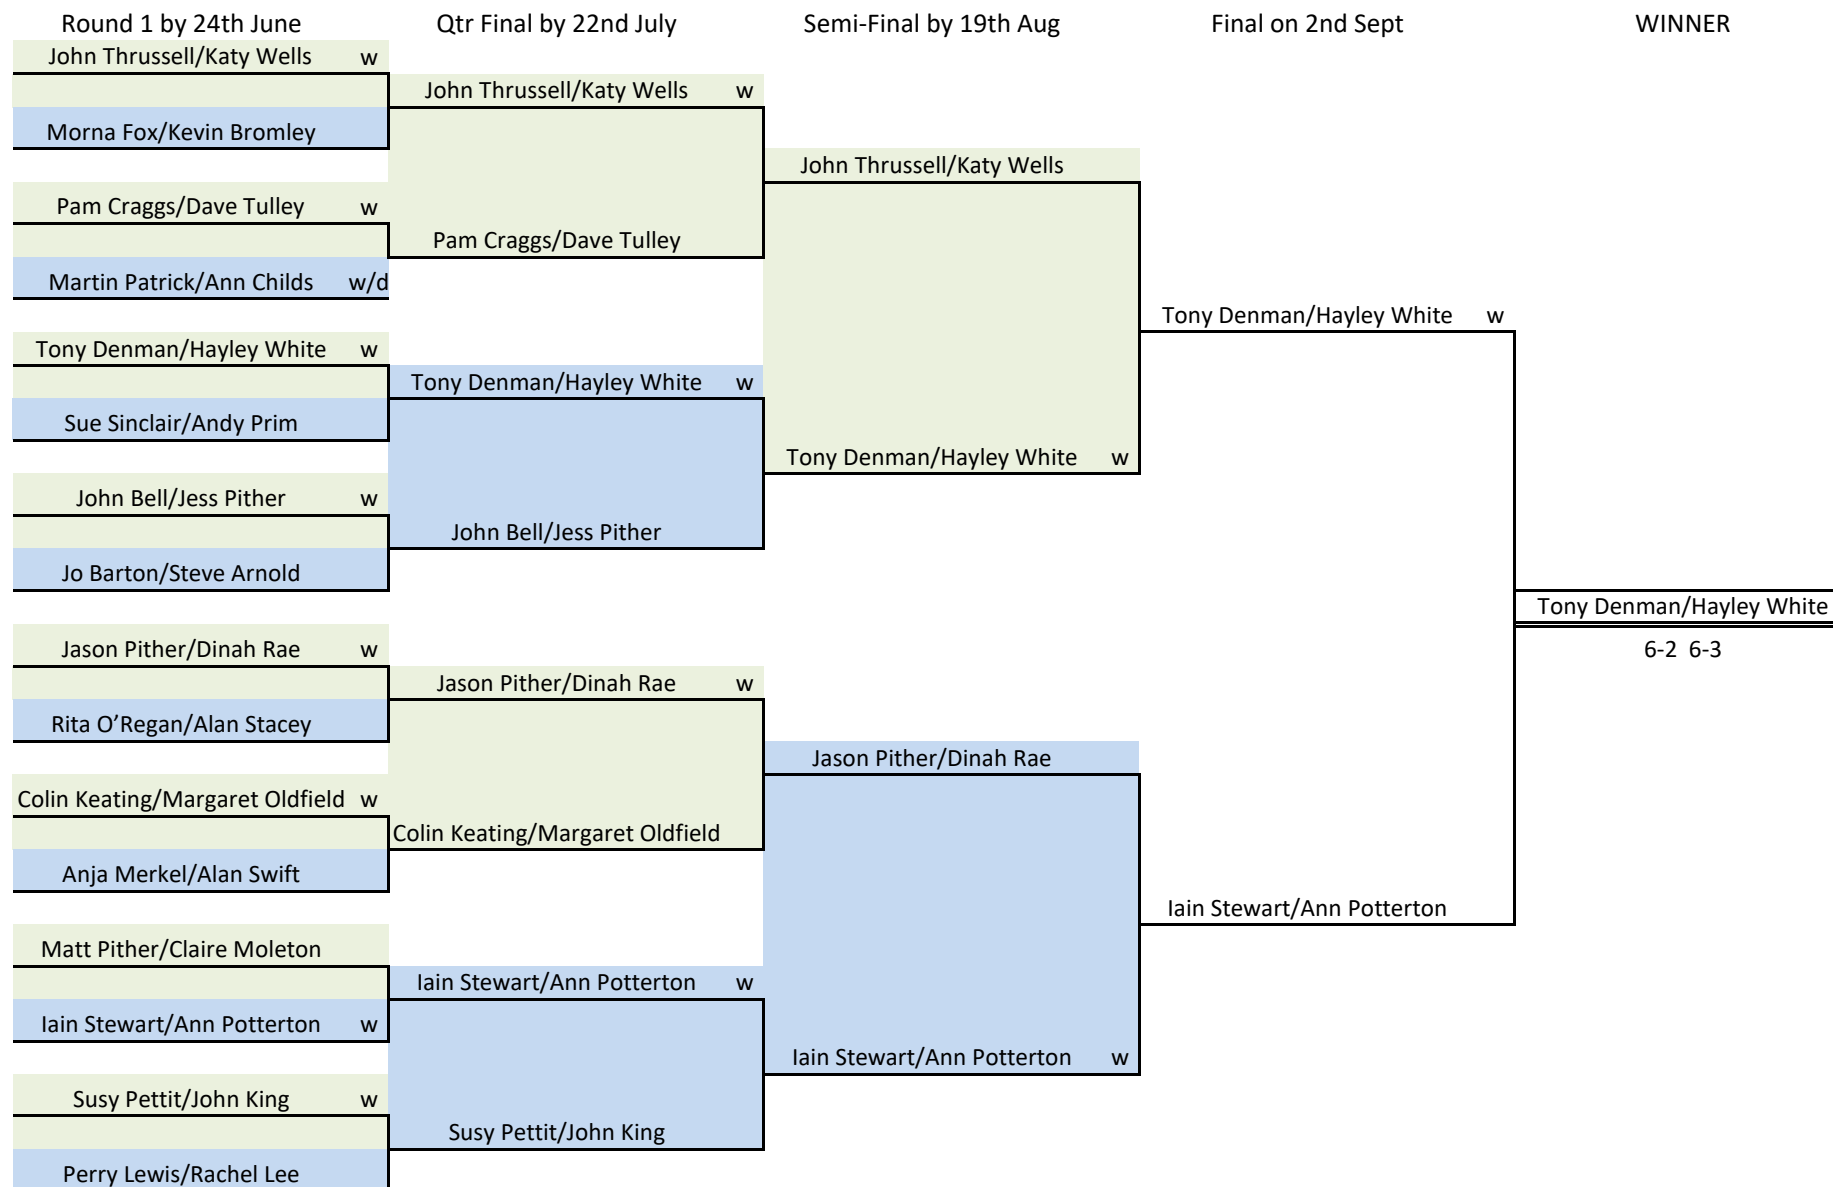 Round 1 by 24th June
Qtr Final by 22nd July
Semi-Final by 19th Aug
Final on 2nd Sept
WINNER
John Thrussell/Katy Wells w
Morna Fox/Kevin Bromley
Pam Craggs/Dave Tulley w
Martin Patrick/Ann Childs w/d
Tony Denman/Hayley White w
Sue Sinclair/Andy Prim
John Bell/Jess Pither w
Jo Barton/Steve Arnold
Jason Pither/Dinah Rae w
Rita O’Regan/Alan Stacey
Colin Keating/Margaret Oldfield w
Anja Merkel/Alan Swift
Matt Pither/Claire Moleton
Iain Stewart/Ann Potterton w
Susy Pettit/John King w
Perry Lewis/Rachel Lee
John Thrussell/Katy Wells w
Pam Craggs/Dave Tulley
Tony Denman/Hayley White w
John Bell/Jess Pither
Jason Pither/Dinah Rae w
Colin Keating/Margaret Oldfield
Iain Stewart/Ann Potterton w
Susy Pettit/John King
John Thrussell/Katy Wells
Tony Denman/Hayley White w
Jason Pither/Dinah Rae
Iain Stewart/Ann Potterton w
Tony Denman/Hayley White w
Iain Stewart/Ann Potterton
Tony Denman/Hayley White
6-2 6-3